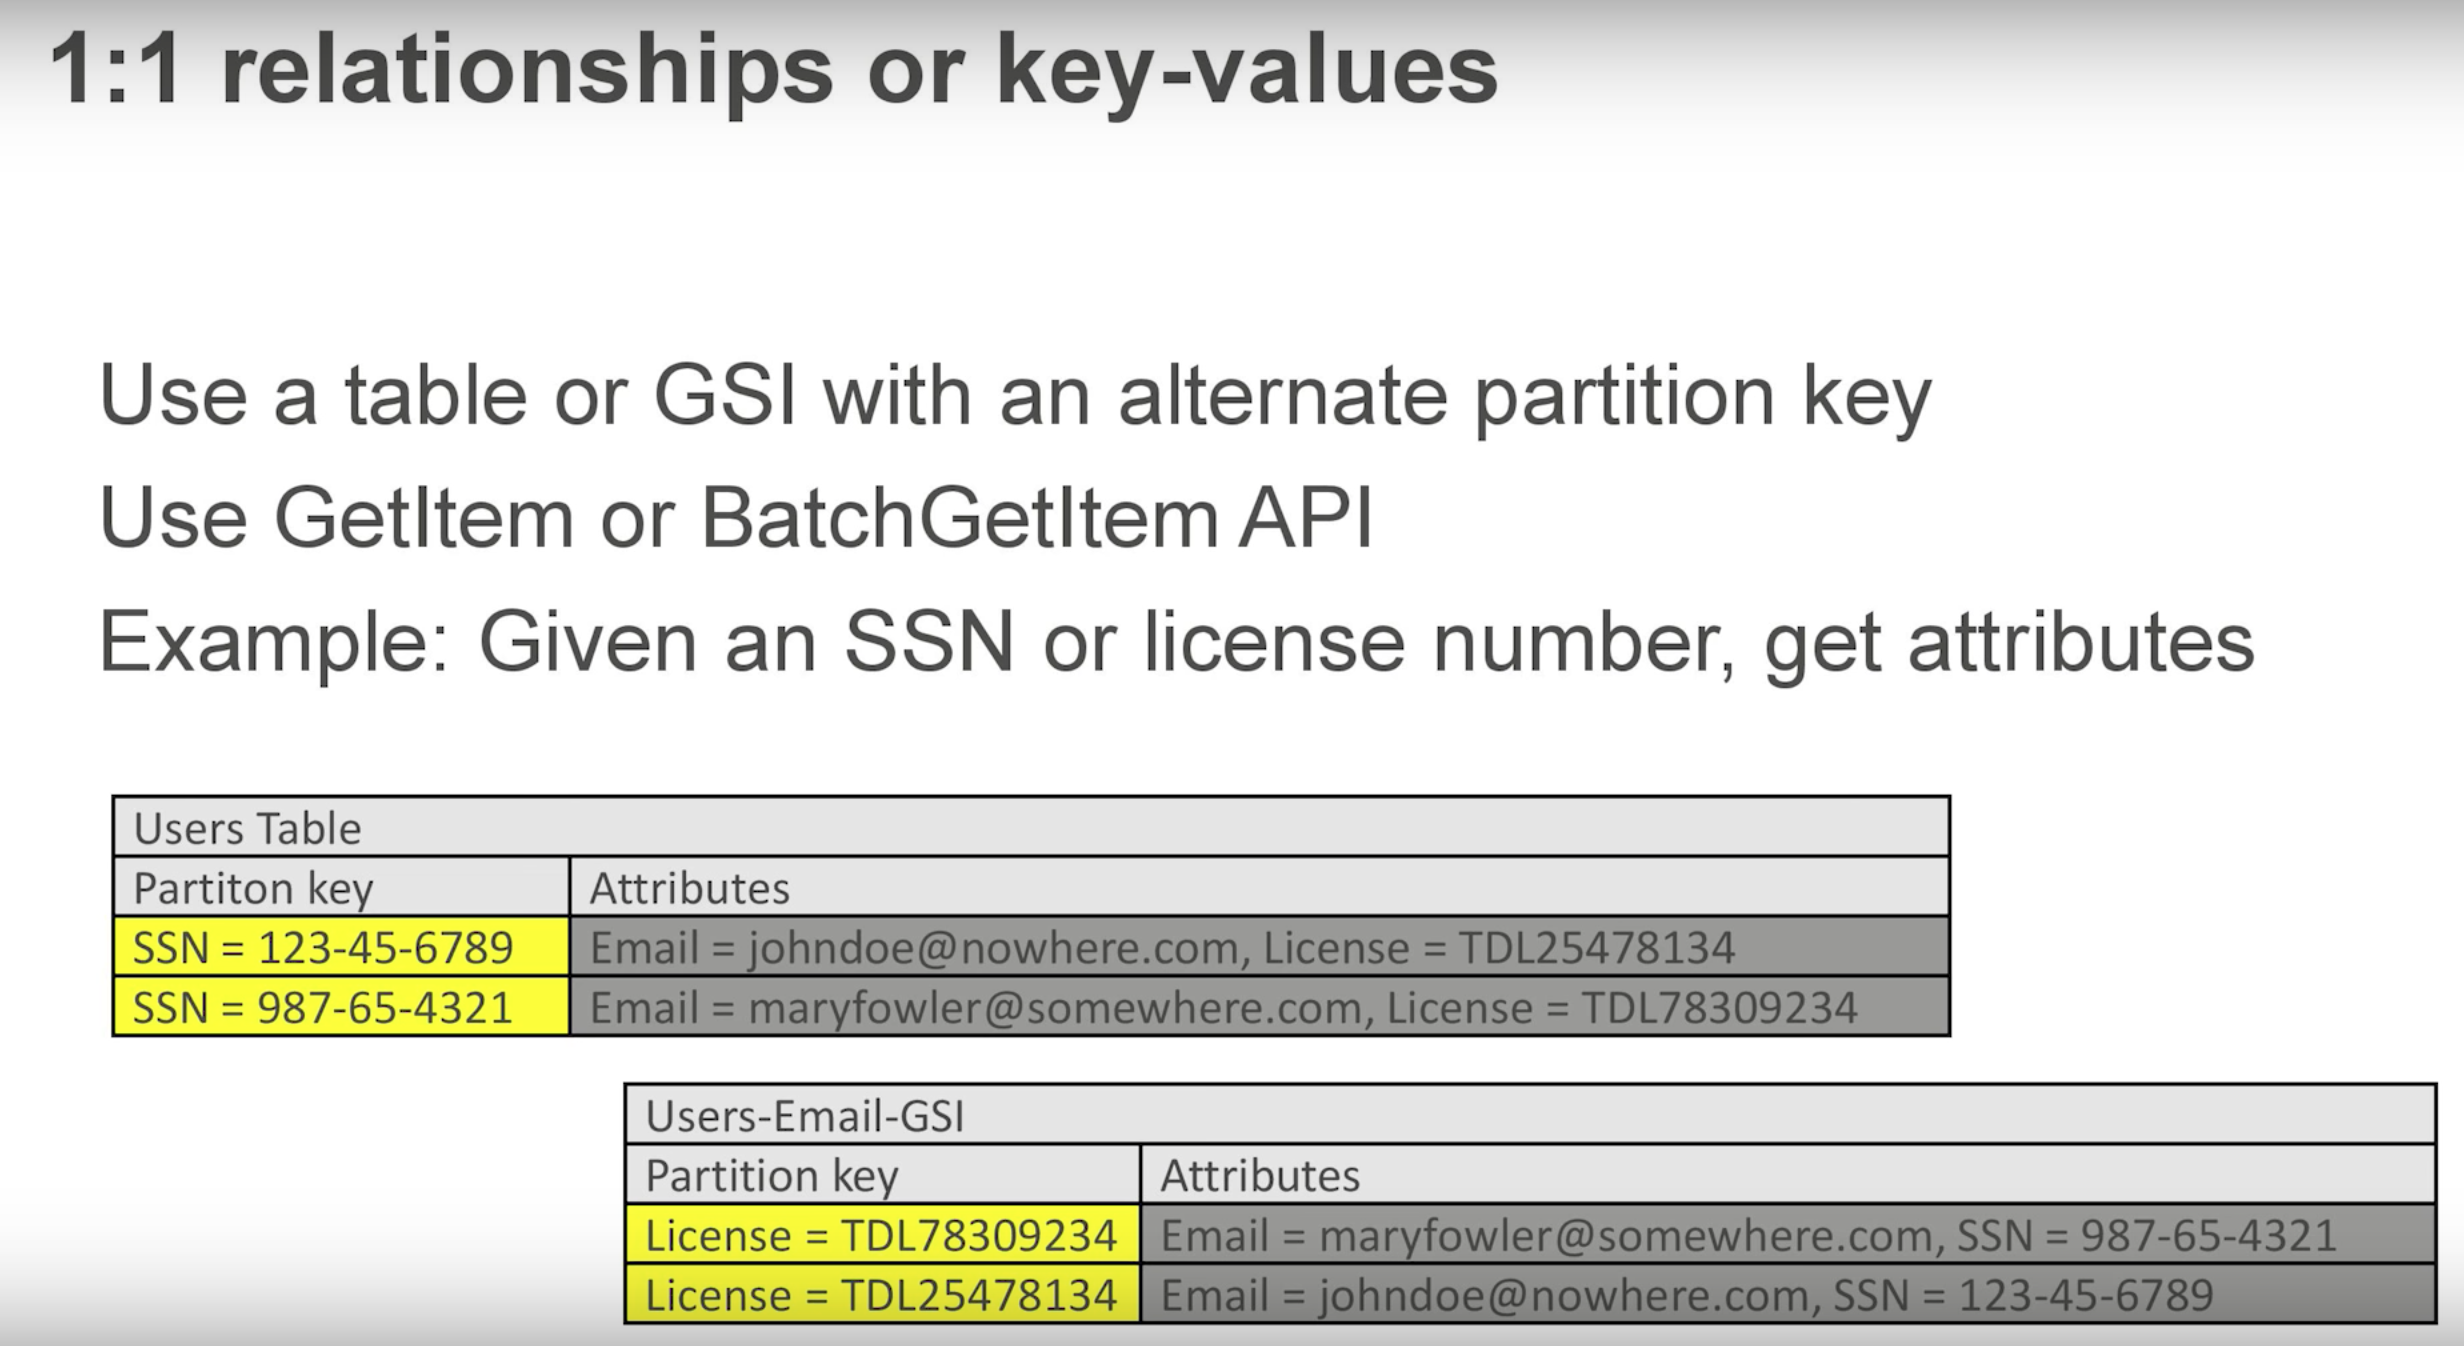 1:1 relationships or key-values
Use a table or GSI with an alternate partition key
Use GetItem or BatchGetItem API
Example: Given an SSN or license number, get attributes
Users Table
Partiton key Attributes
SSN = 123-45-6789 Email = johndoe@nowhere.com, License = TDL25478134
SSN = 987-65-4321 Email = maryfowler@somewhere.com, License = TDL78309234
Users-Email-GSI
Partition key Attributes
License = TDL78309234 Email = maryfowler@somewhere.com, SSN = 987-65-4321
License = TDL25478134 Email = johndoe@nowhere.com, SSN = 123-45-6789